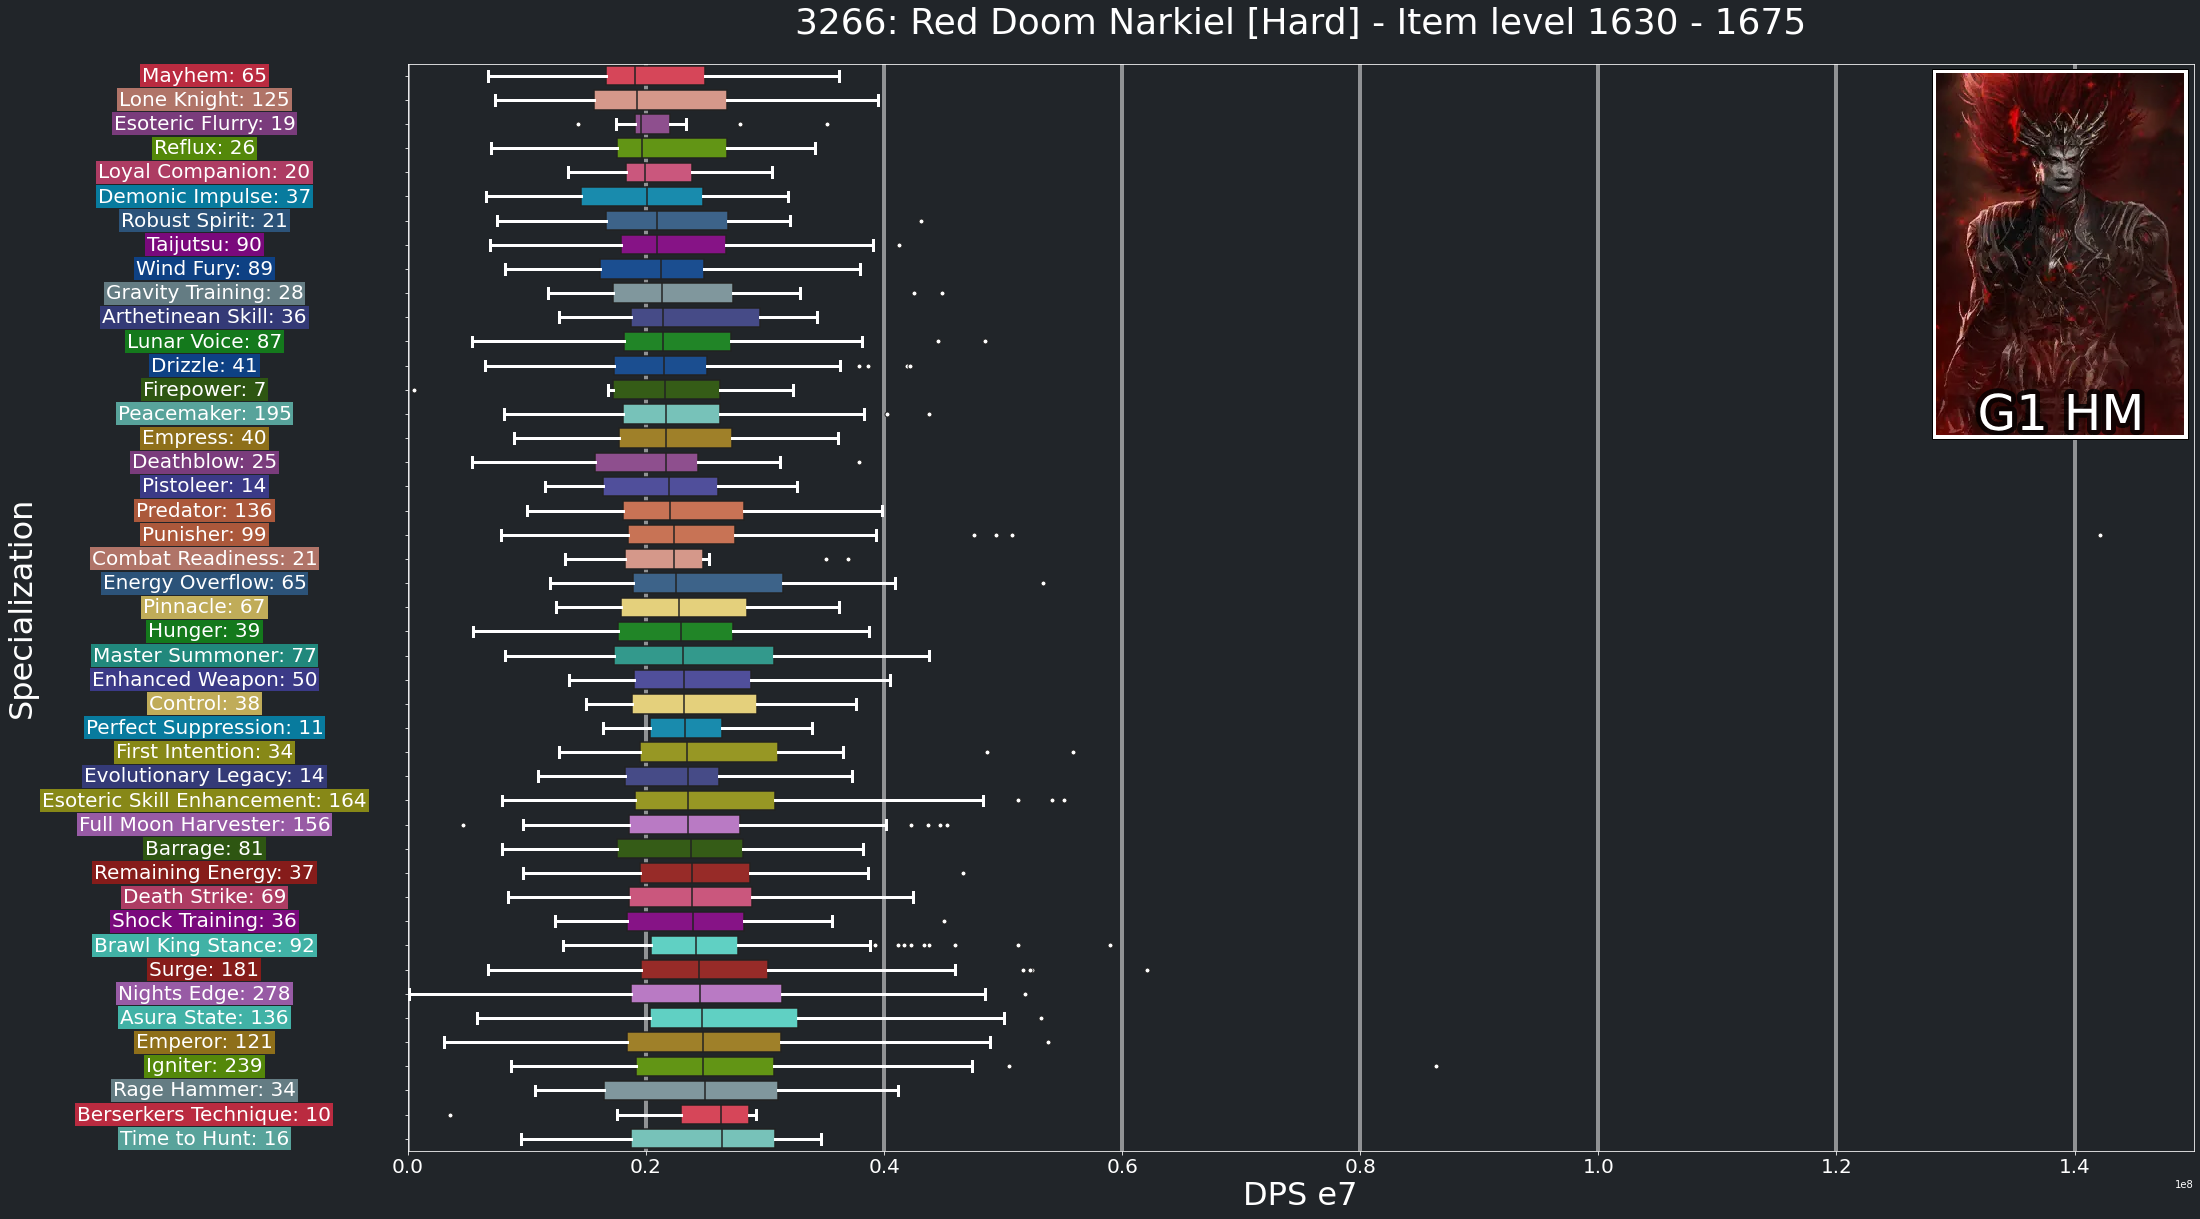 3266: Red Doom Narkiel [Hard] - Item level 1630 - 1675
Mayhem: 65
Lone Knight: 125
Esoteric Flurry: 19
Reflux: 26
Loyal Companion: 20
Demonic Impulse: 37
Robust Spirit: 21
Taijutsu: 90
Wind Fury: 89
Gravity Training: 28
Arthetinean Skill: 36
Lunar Voice: 87
Drizzle: 41
Firepower: 7
Peacemaker: 195
Empress: 40
Deathblow: 25
Pistoleer: 14
Predator: 136
Punisher: 99
Combat Readiness: 21
Energy Overflow: 65
Pinnacle: 67
Hunger: 39
Master Summoner: 77
Enhanced Weapon: 50
Control: 38
Perfect Suppression: 11
First Intention: 34
Evolutionary Legacy: 14
Esoteric Skill Enhancement: 164
Full Moon Harvester: 156
Barrage: 81
Remaining Energy: 37
Death Strike: 69
Shock Training: 36
Brawl King Stance: 92
Surge: 181
Nights Edge: 278
Asura State: 136
Emperor: 121
Igniter: 239
Rage Hammer: 34
Berserkers Technique: 10
Time to Hunt: 16
Specialization
G1 HM
0.0 0.2 0.4 0.6 0.8 1.0 1.2 1.4
DPS e7
1e8